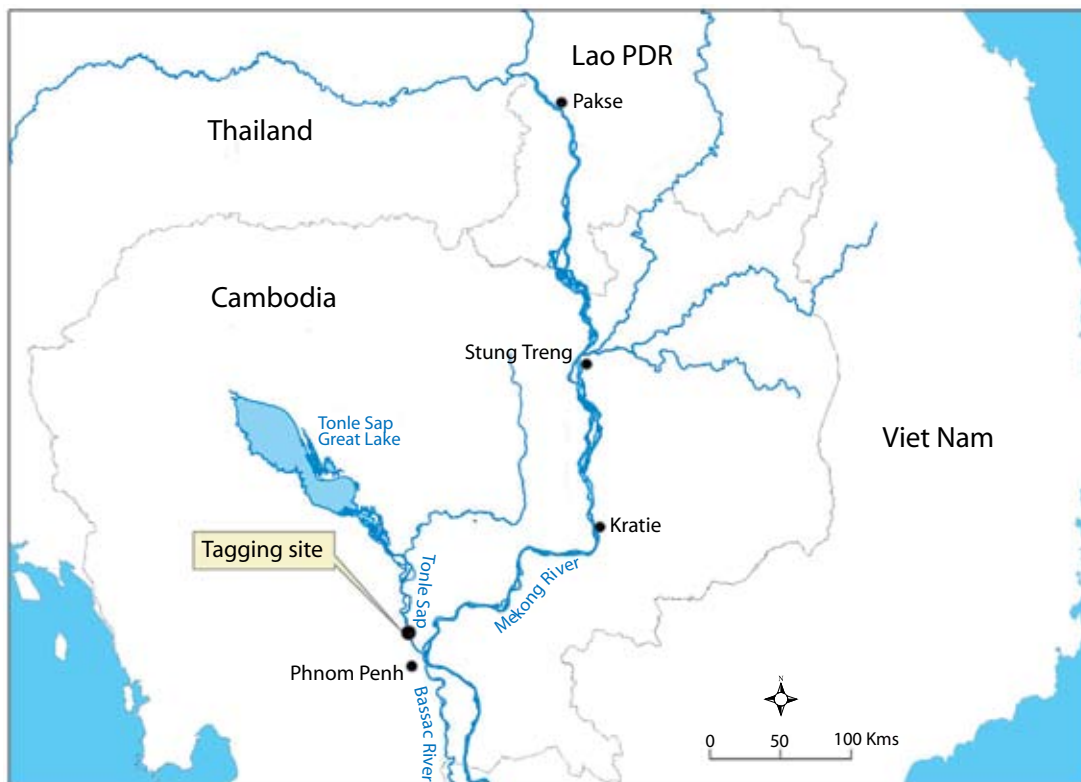 Lao PDR
Pakse
Thailand
Cambodia
Stung Treng
Tonle Sap
Great Lake
Viet Nam
Kratie
Tagging site
Tonle Sap
Mekong River
Phnom Penh
Bassac River
N
0 50 100 Kms